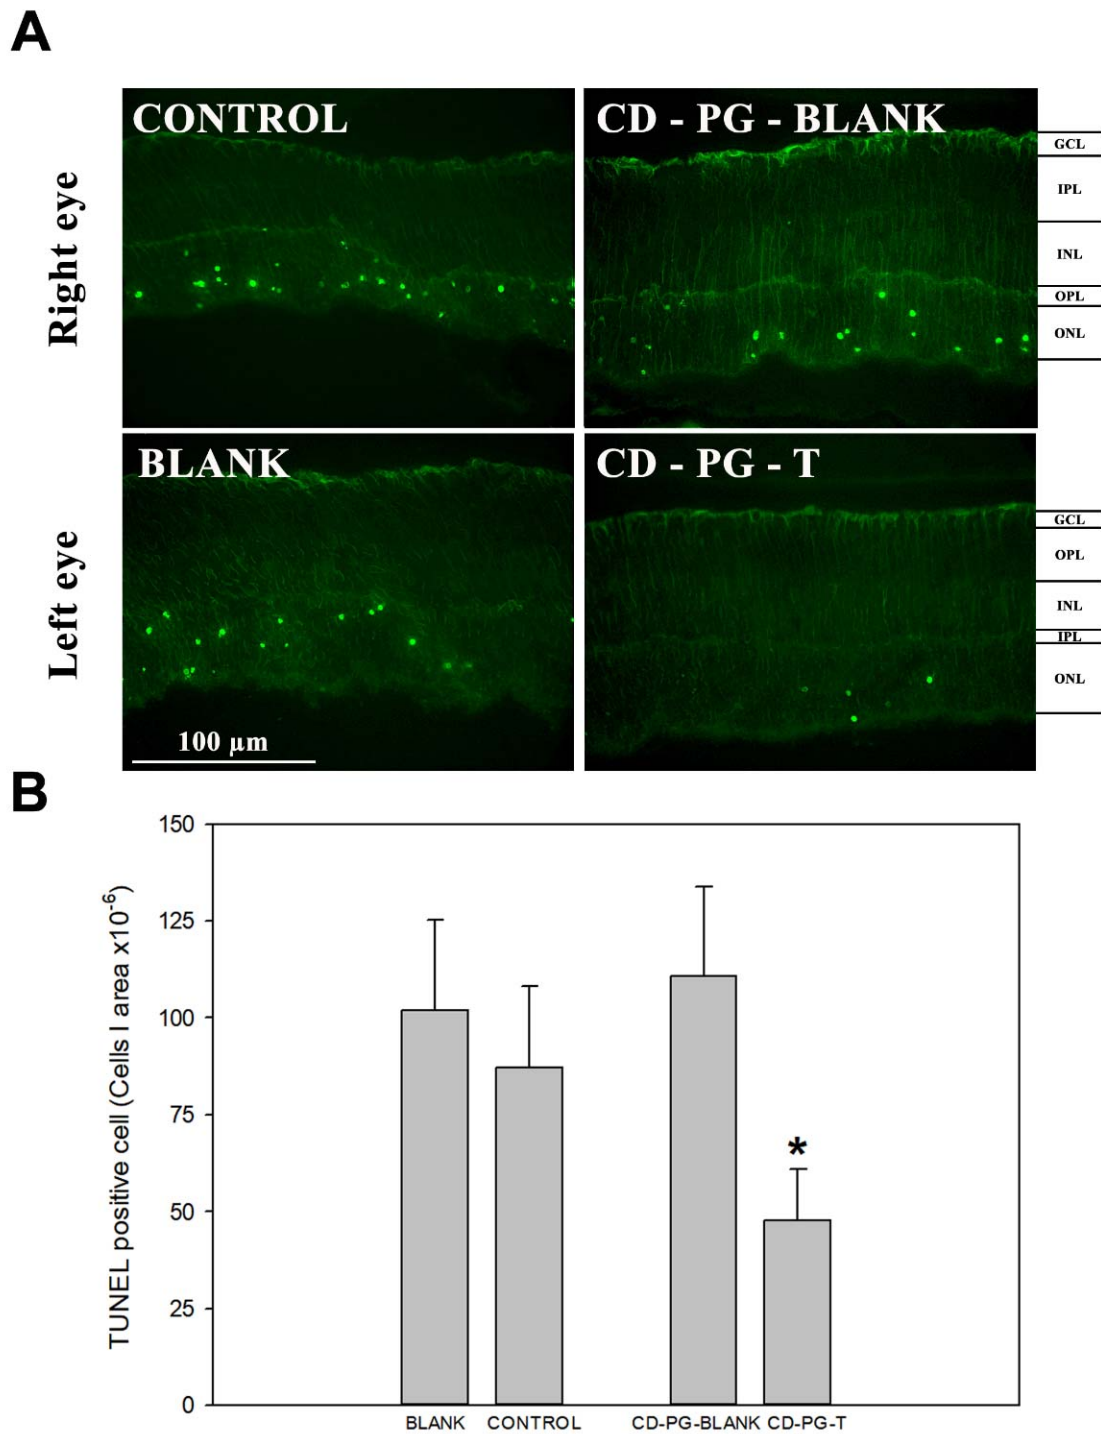 A
Right eye
CONTROL
CD - PG - BLANK
GCL
IPL
INL
OPL
ONL
Left eye
BLANK
100 µm
CD - PG - T
GCL
OPL
INL
IPL
ONL
B
TUNEL positive cell (Cells I area x10-6)
150
125
100
75
50
25
0
*
BLANK CONTROL CD-PG-BLANK CD-PG-T